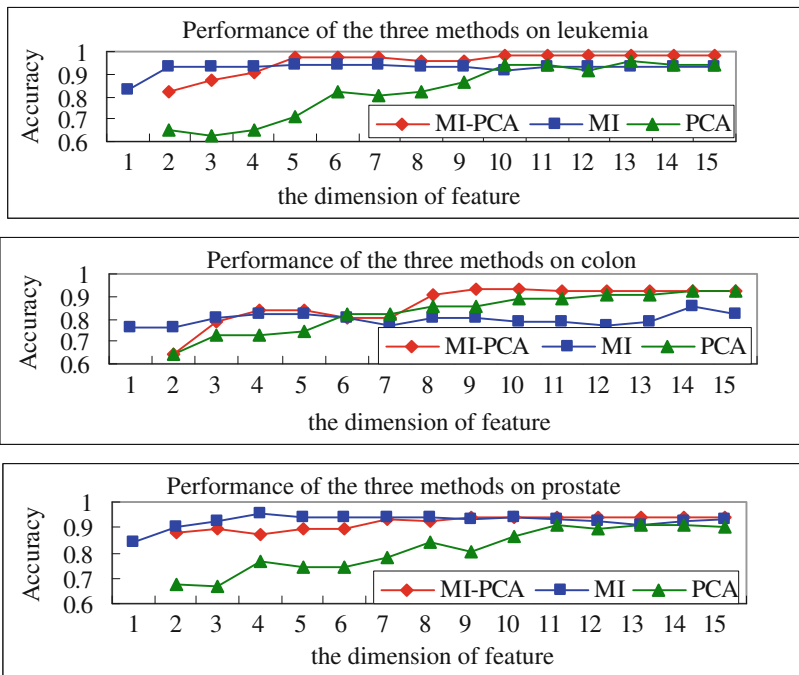 Performance of the three methods on leukemia
1
0.9
0.8
0.7
0.6
Accuracy
MI-PCA MI PCA
1 2 3 4 5 6 7 8 9 10 11 12 13 14 15
the dimension of feature
Performance of the three methods on colon
1
0.9
0.8
0.7
0.6
Accuracy
MI-PCA MI PCA
1 2 3 4 5 6 7 8 9 10 11 12 13 14 15
the dimension of feature
Performance of the three methods on prostate
1
0.9
0.8
0.7
0.6
Accuracy
MI-PCA MI PCA
1 2 3 4 5 6 7 8 9 10 11 12 13 14 15
the dimension of feature